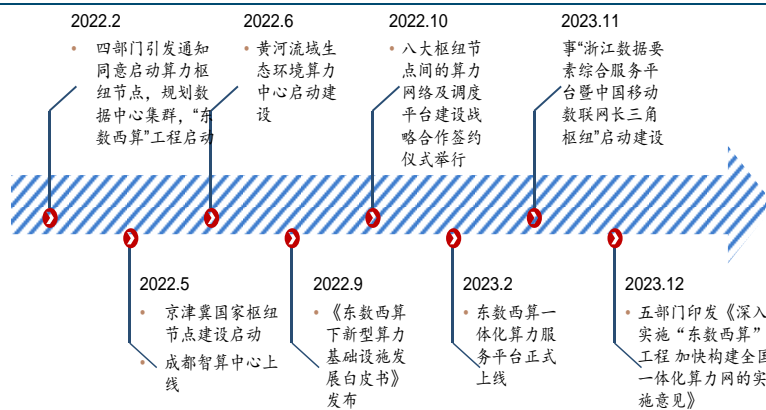 2022.2
• 四部门引发通知
同意启动算力枢
纽节点，规划数
据中心集群，“东
数西算”工程启动
2022.6
• 黄河流域生
态环境算力
中心启动建
设
2022.10
• 八大枢纽节
点间的算力
网络及调度
平台建设战
略合作签约
仪式举行
2023.11
事“浙江数据要
素综合服务平
台暨中国移动
数联网长三角
枢纽”启动建设
2022.5
• 京津冀国家枢纽
节点建设启动
• 成都智算中心上
线
2022.9
• 《东数西算
下新型算力
基础设施发
展白皮书》
发布
2023.2
• 东数西算一
体化算力服
务平台正式
上线
2023.12
• 五部门印发《深入
实施“东数西算”
工程 加快构建全国
一体化算力网的实
施意见》